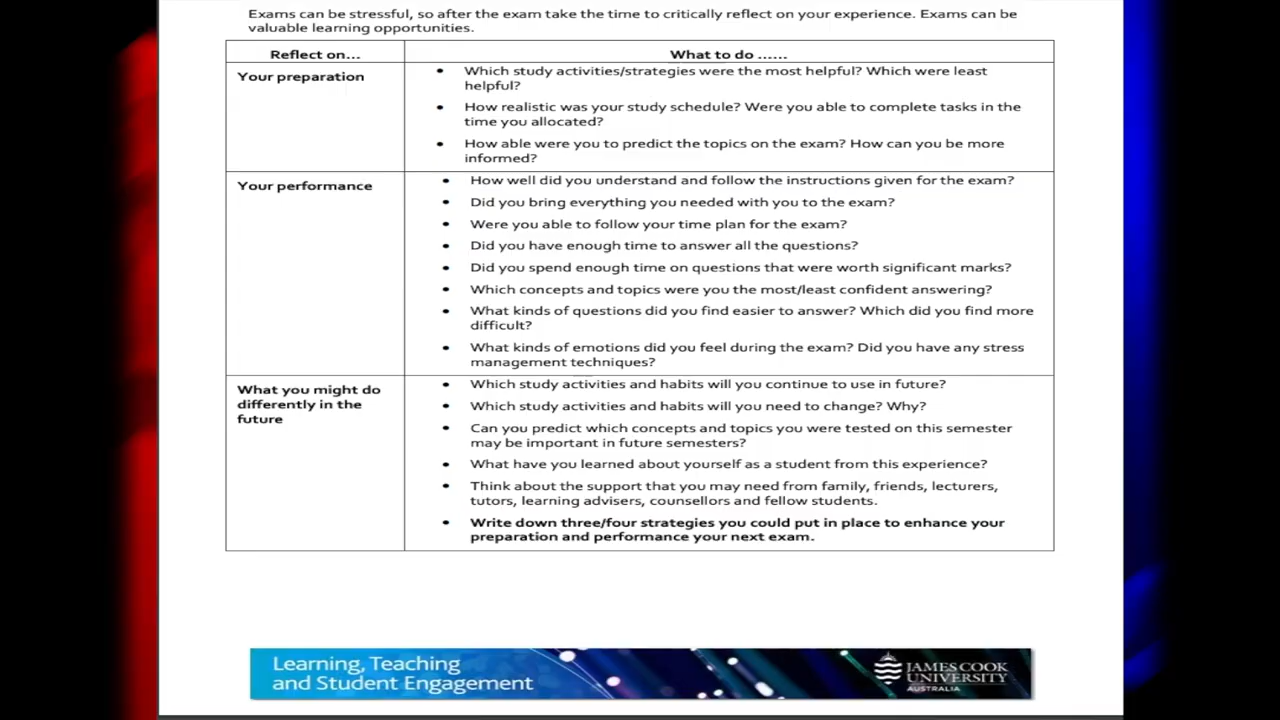 Exams can be stressful, so after the exam take the time to critically reflect on your experience. Exams can be
valuable learning opportunities.
Reflect on...
What to do ......
Your preparation
• Which study activities/strategies were the most helpful? Which were least
helpful?
• How realistic was your study schedule? Were you able to complete tasks in the
time you allocated?
• How able were you to predict the topics on the exam? How can you be more
informed?
Your performance
• How well did you understand and follow the instructions given for the exam?
• Did you bring everything you needed with you to the exam?
• Were you able to follow your time plan for the exam?
• Did you have enough time to answer all the questions?
• Did you spend enough time on questions that were worth significant marks?
• Which concepts and topics were you the most/least confident answering?
• What kinds of questions did you find easier to answer? Which did you find more
difficult?
• What kinds of emotions did you feel during the exam? Did you have any stress
management techniques?
What you might do
differently in the
future
• Which study activities and habits will you continue to use in future?
• Which study activities and habits will you need to change? Why?
• Can you predict which concepts and topics you were tested on this semester
may be important in future semesters?
• What have you learned about yourself as a student from this experience?
• Think about the support that you may need from family, friends, lecturers,
tutors, learning advisers, counsellors and fellow students.
• Write down three/four strategies you could put in place to enhance your
preparation and performance your next exam.
Learning, Teaching
and Student Engagement
JAMES COOK
UNIVERSITY
AUSTRALIA